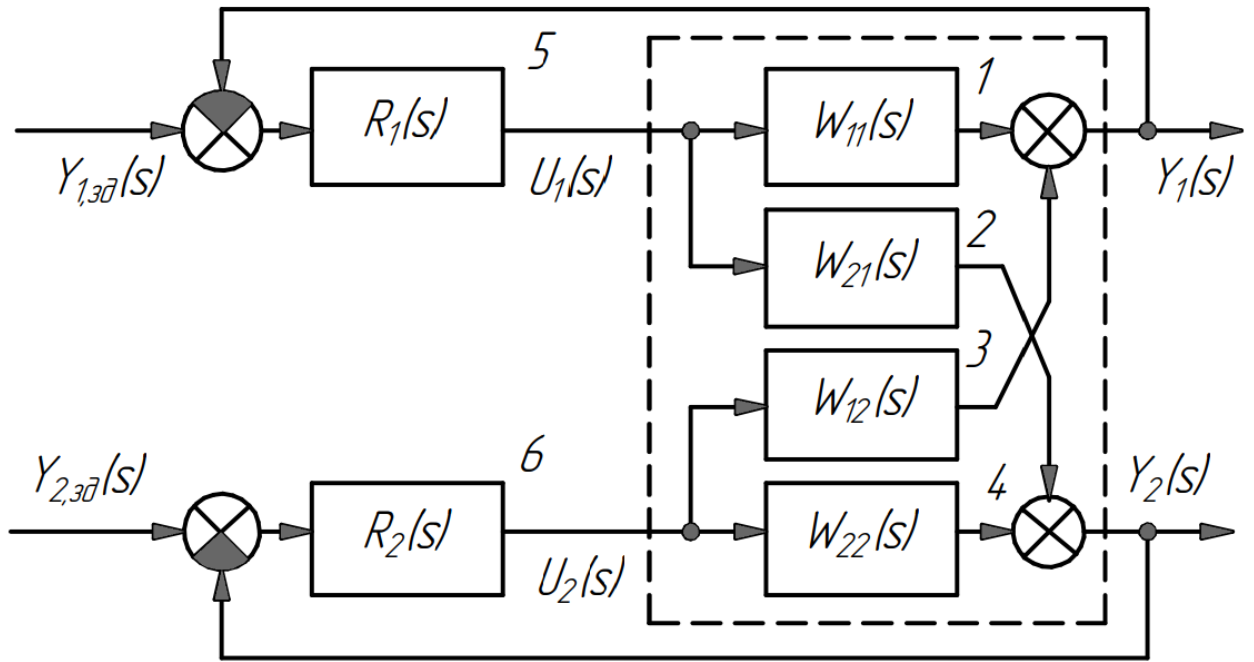 5
1
R₁(s)
W₁₁(s)
Y₁,зд(s)
U₁(s)
Y₁(s)
2
W₂₁(s)
3
W₁₂(s)
Y₂,зд(s)
6
4
Y₂(s)
R₂(s)
W₂₂(s)
U₂(s)